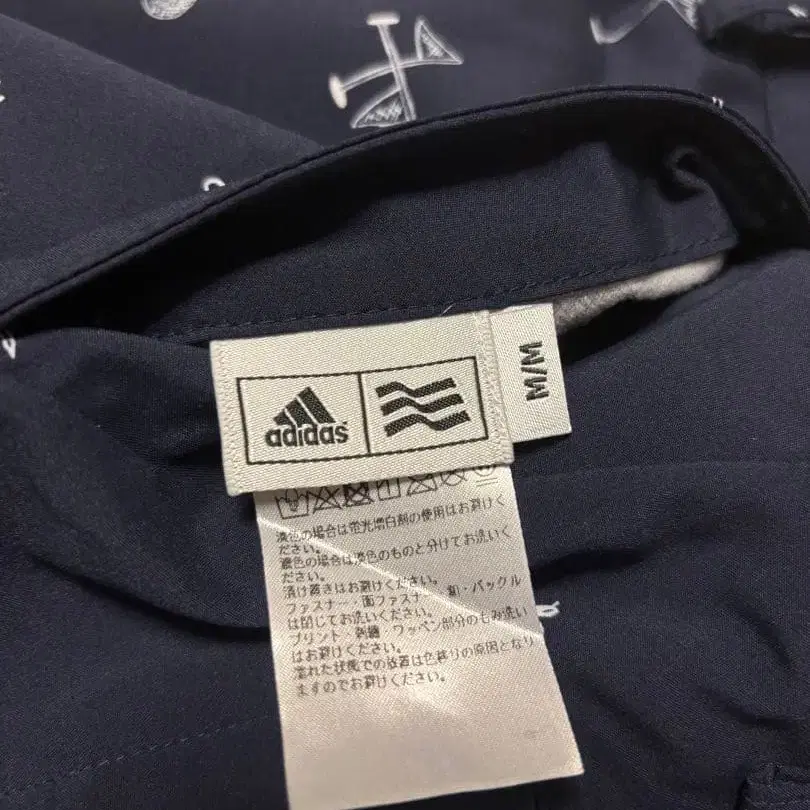 adidas
M/M
淡色の場合は蛍光増白剤の使用はお避けく
ださい。
濃色の場合は淡色のものと分けてお洗いく
ださい。
漬け置きはお避けください。
ファスナー・面ファスナー・釦・バックル
は閉じてお洗いください。
プリント・刺繍・ワッペン部分のもみ洗い
はお避けください。
濡れた状態での放置は色移りの原因となり
ますのでお避けください。